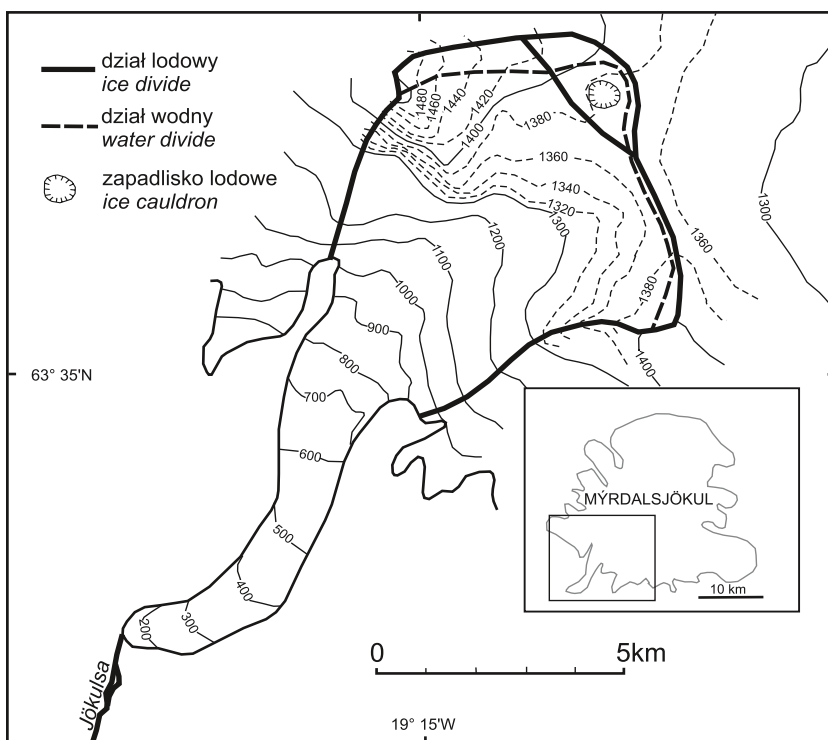 dział lodowy
ice divide
dział wodny
water divide
zapadlisko lodowe
ice cauldron
1480
1460
1440
1420
1400
1380
1360
1340
1320
1300
1200
1100
1000
900
800
700
600
500
400
300
200
1380
1400
1360
1300
63° 35'N
MÝRDALSJÖKUL
10 km
0
5km
Jökulsa
19° 15'W